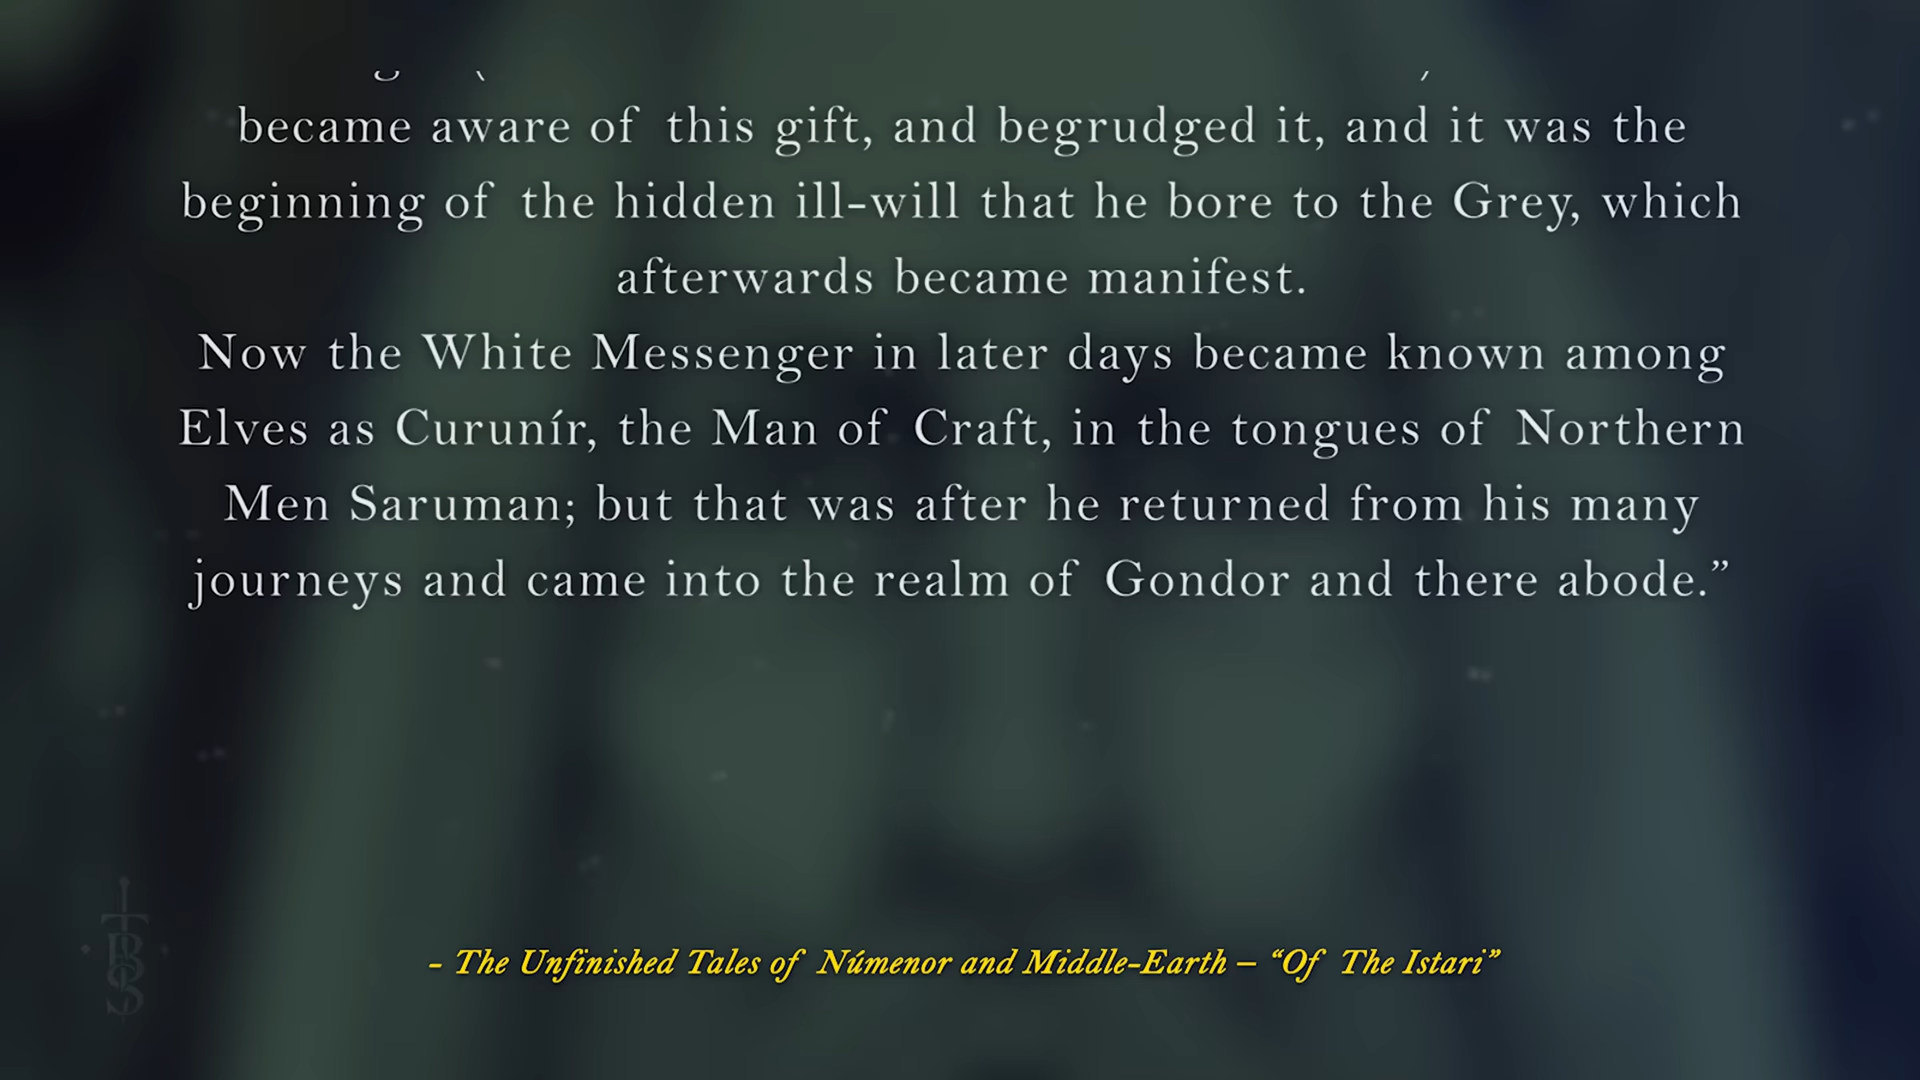 became aware of this gift, and begrudged it, and it was the
beginning of the hidden ill-will that he bore to the Grey, which
afterwards became manifest.
Now the White Messenger in later days became known among
Elves as Curunír, the Man of Craft, in the tongues of Northern
Men Saruman; but that was after he returned from his many
journeys and came into the realm of Gondor and there abode.”
- The Unfinished Tales of Númenor and Middle-Earth – “Of The Istari”